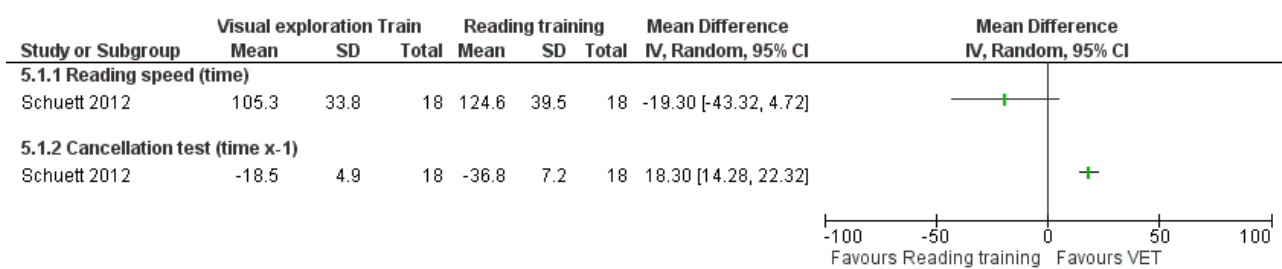 Visual exploration Train Reading training Mean Difference Mean Difference
Study or Subgroup Mean SD Total Mean SD Total IV, Random, 95% CI IV, Random, 95% CI
5.1.1 Reading speed (time)
Schuett 2012 105.3 33.8 18 124.6 39.5 18 -19.30 [-43.32, 4.72]
5.1.2 Cancellation test (time x-1)
Schuett 2012 -18.5 4.9 18 -36.8 7.2 18 18.30 [14.28, 22.32]
-100 -50 0 50 100
Favours Reading training Favours VET